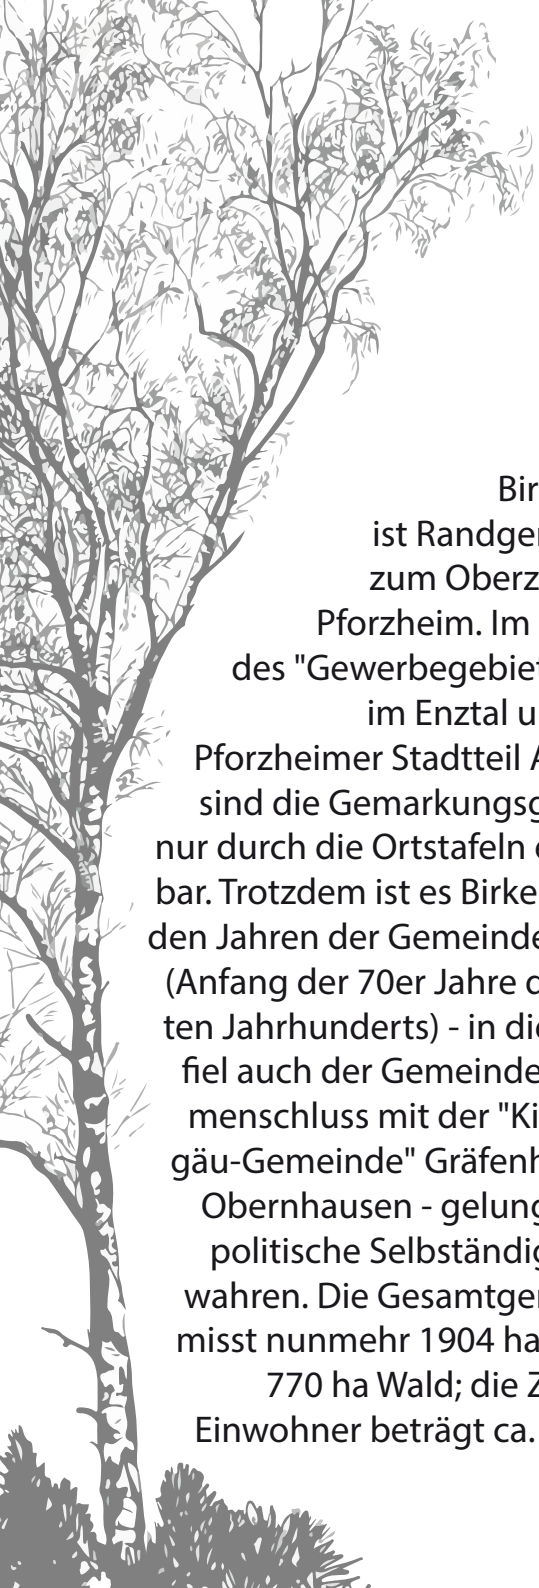 Bir
ist Randger
zum Oberz
Pforzheim. Im
des "Gewerbegebiet
im Enztal u
Pforzheimer Stadtteil A
sind die Gemarkungsg
nur durch die Ortstafeln
bar. Trotzdem ist es Birke
den Jahren der Gemeinde
(Anfang der 70er Jahre d
ten Jahrhunderts) - in die
fiel auch der Gemeinde
menschluss mit der "Ki
gäu-Gemeinde" Gräfenh
Obernhausen - gelung
politische Selbständig
wahren. Die Gesamtger
misst nunmehr 1904 ha
770 ha Wald; die Z
Einwohner beträgt ca.